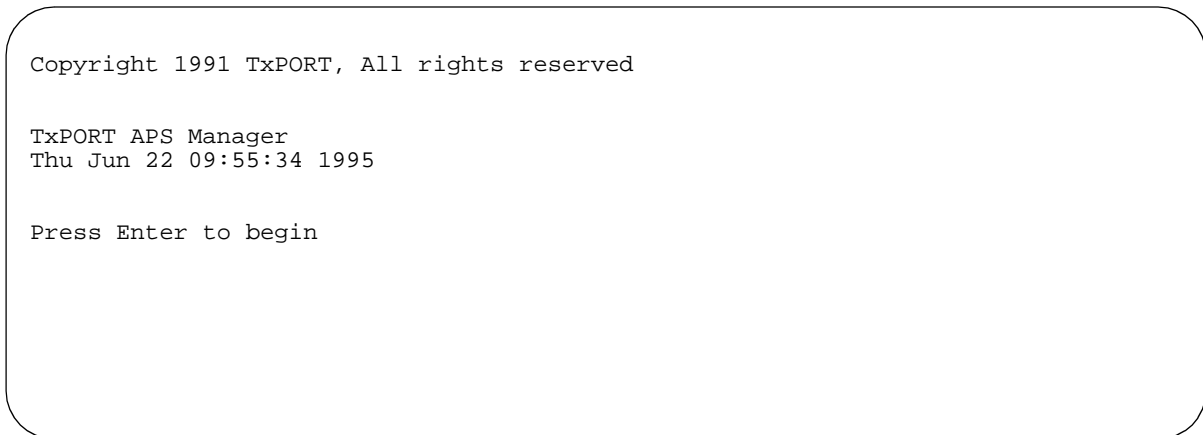 Copyright 1991 TxPORT, All rights reserved
TxPORT APS Manager
Thu Jun 22 09:55:34 1995
Press Enter to begin